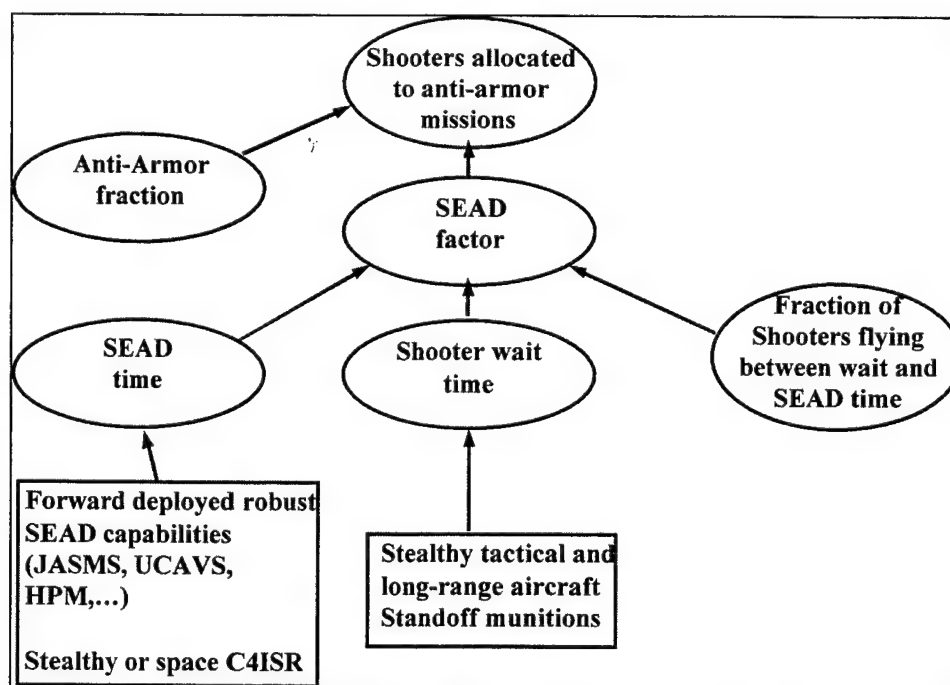 Shooters allocated
to anti-armor
missions
Anti-Armor
fraction
SEAD
factor
SEAD
time
Shooter wait
time
Fraction of
Shooters flying
between wait and
SEAD time
Forward deployed robust
SEAD capabilities
(JASMS, UCAVS,
HPM,...)
Stealthy or space C4ISR
Stealthy tactical and
long-range aircraft
Standoff munitions